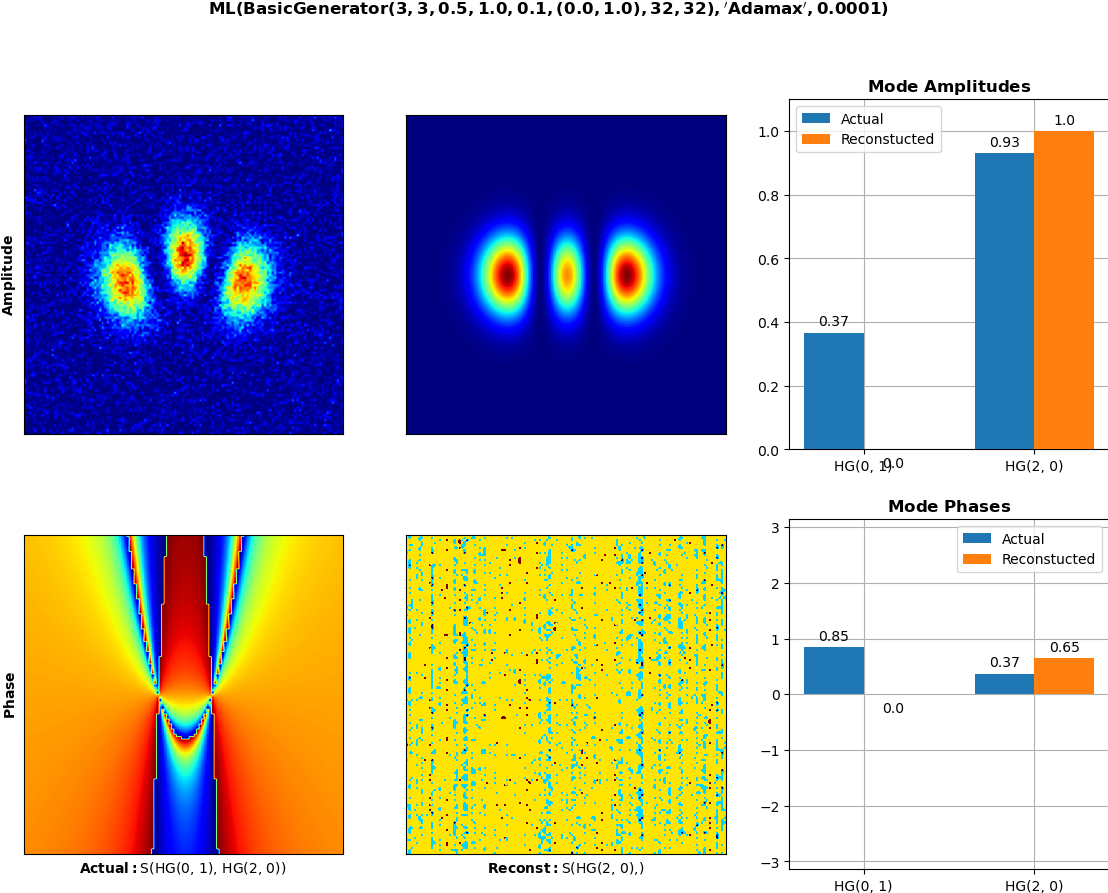 ML(BasicGenerator(3, 3, 0.5, 1.0, 0.1, (0.0, 1.0), 32, 32), 'Adamax', 0.0001)
Amplitude
Mode Amplitudes
Actual
Reconstucted
1.0
0.8
0.6
0.4
0.2
0.0
0.37
0.0
0.93
1.0
HG(0, 1)
HG(2, 0)
Phase
Actual: S(HG(0, 1), HG(2, 0))
Reconst: S(HG(2, 0),)
Mode Phases
Actual
Reconstucted
3
2
1
0
−1
−2
−3
0.85
0.0
0.37
0.65
HG(0, 1)
HG(2, 0)